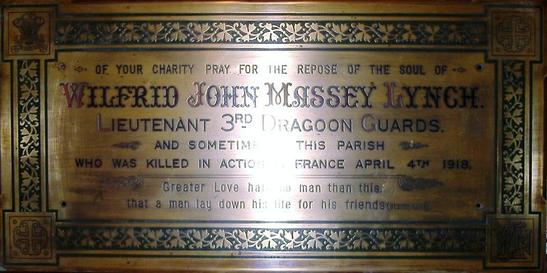 OF YOUR CHARITY PRAY FOR THE REPOSE OF THE SOUL OF
WILFRID JOHN MASSEY LYNCH.
LIEUTENANT 3RD DRAGOON GUARDS.
AND SOMETIME THIS PARISH
WHO WAS KILLED IN ACTION FRANCE APRIL 4TH 1918.
Greater Love hath no man than this:
that a man lay down his life for his friends